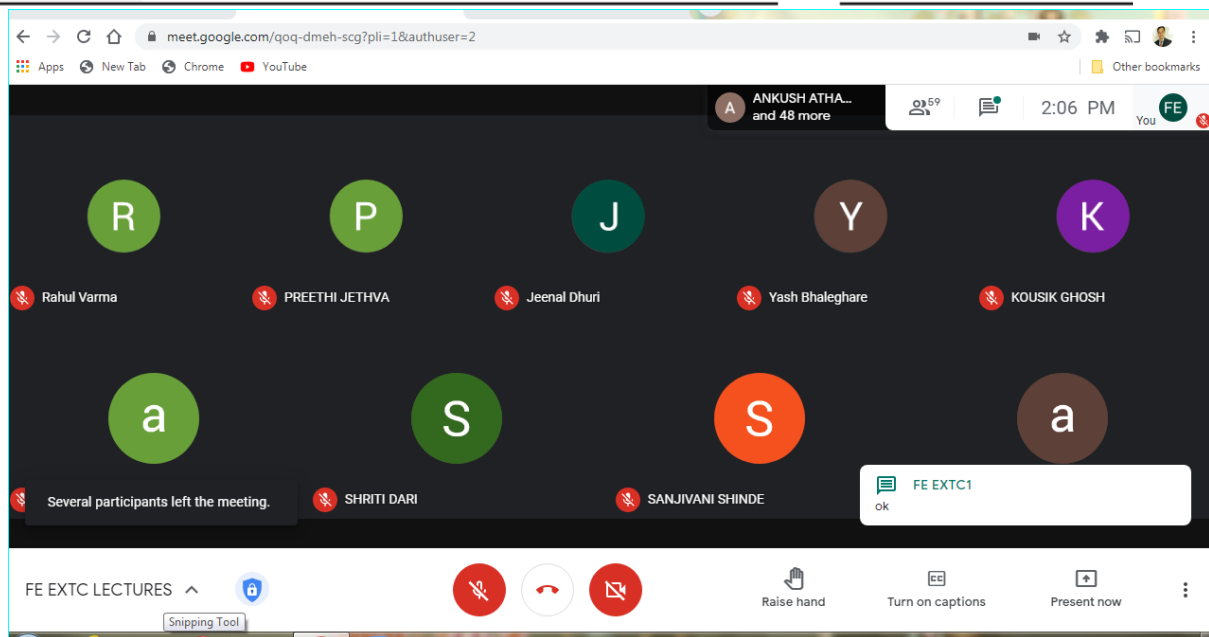 meet.google.com/qoq-dmeh-scg?pli=1&authuser=2
Apps New Tab Chrome YouTube Other bookmarks
A ANKUSH ATHA...
and 48 more
59 2:06 PM You FE
R P J Y K
Rahul Varma PREETHI JETHVA Jeenal Dhuri Yash Bhaleghare KOUSIK GHOSH
a S S a
Several participants left the meeting. SHRITI DARI SANJIVANI SHINDE
FE EXTC1
ok
FE EXTC LECTURES CC
Raise hand Turn on captions Present now
Snipping Tool